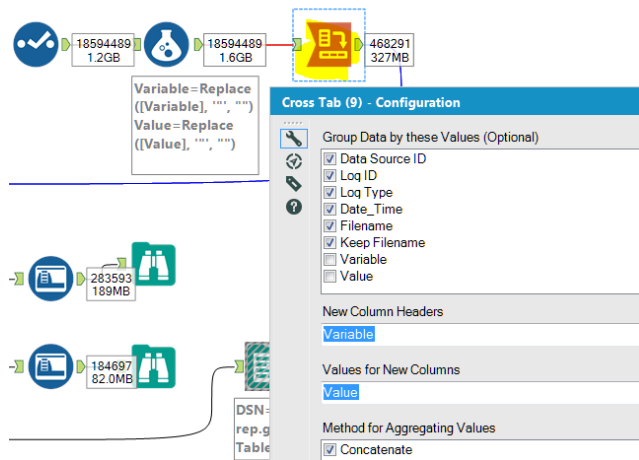 18594489
1.2GB
18594489
1.6GB
468291
327MB
Variable=Replace
([Variable], '"', "")
Value=Replace
([Value], '"', "")
Cross Tab (9) - Configuration
Group Data by these Values (Optional)
Data Source ID
Log ID
Log Type
Date_Time
Filename
Keep Filename
Variable
Value
New Column Headers
Variable
Values for New Columns
Value
Method for Aggregating Values
Concatenate
283593
189MB
184697
82.0MB
DSN=
rep.g
Table